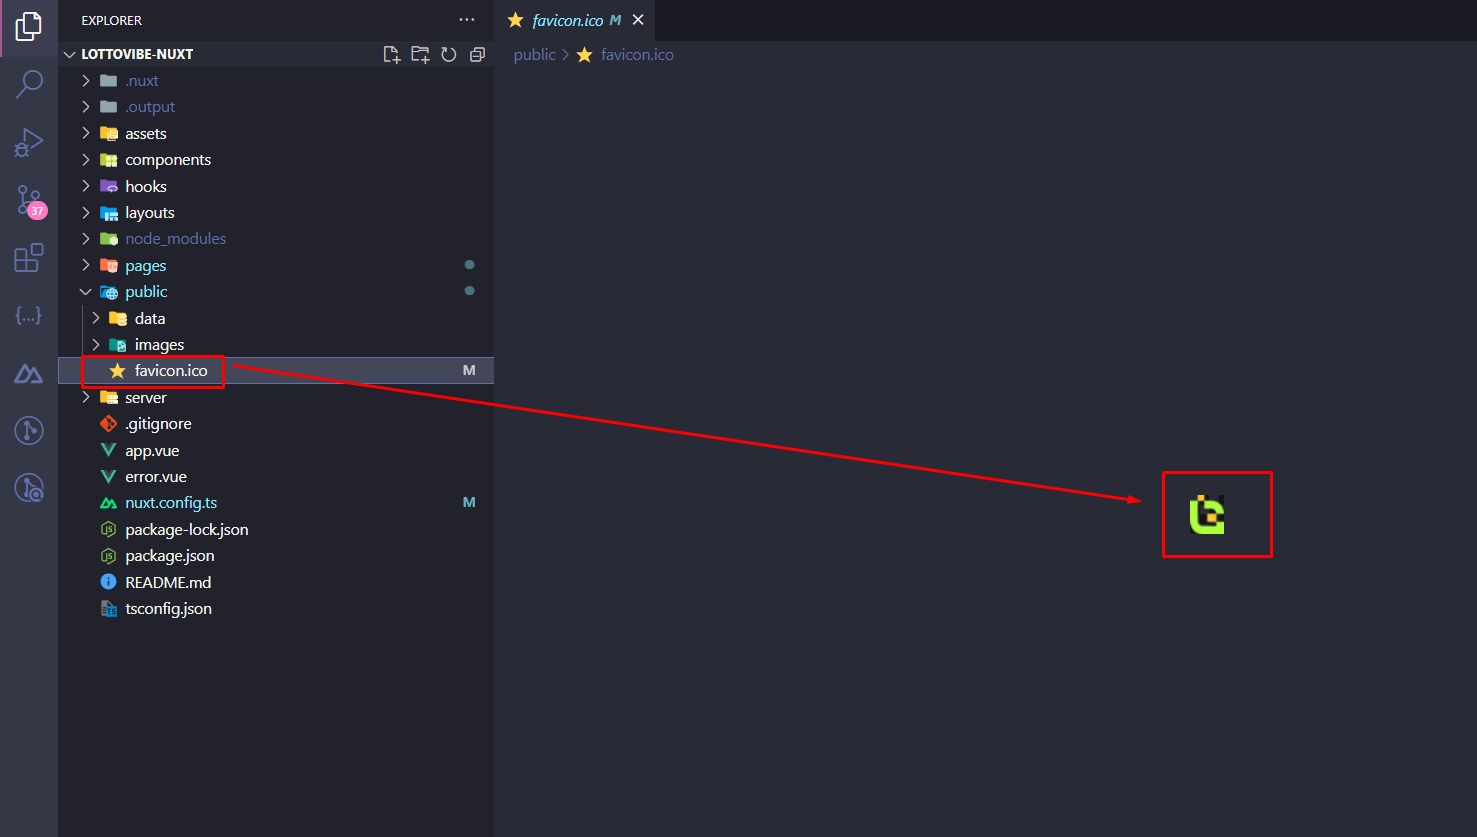 EXPLORER
LOTTOVIBE-NUXT
.nuxt
.output
assets
components
hooks
layouts
node_modules
pages
public
data
images
favicon.ico M
server
.gitignore
app.vue
error.vue
nuxt.config.ts M
package-lock.json
package.json
README.md
tsconfig.json
37
{...}
favicon.ico M
public > favicon.ico